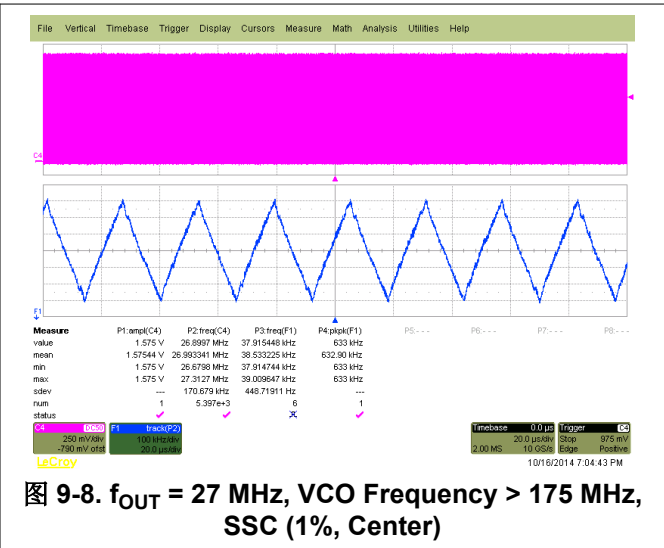 File Vertical Timebase Trigger Display Cursors Measure Math Analysis Utilities Help
C4
F1
Measure P1:ampl(C4) P2:freq(C4) P3:freq(F1) P4:pkpk(F1) P5:- - - P6:- - - P7:- - - P8:- - -
value 1.575 V 26.8997 MHz 37.915448 kHz 633 kHz
mean 1.57544 V 26.993341 MHz 38.533225 kHz 632.90 kHz
min 1.575 V 26.6798 MHz 37.914744 kHz 633 kHz
max 1.575 V 27.3127 MHz 39.009647 kHz 633 kHz
sdev --- 170.679 kHz 448.71911 Hz ---
num 1 5.397e+3 6 1
status
C4 DC50 F1 track(P2) Timebase 0.0 µs Trigger C4
250 mV/div 100 kHz/div 20.0 µs/div Stop 975 mV
-790 mV ofst 20.0 µs/div 2.00 MS 10 GS/s Edge Positive
LeCroy 10/16/2014 7:04:43 PM
图 9-8. fOUT = 27 MHz, VCO Frequency > 175 MHz,
SSC (1%, Center)